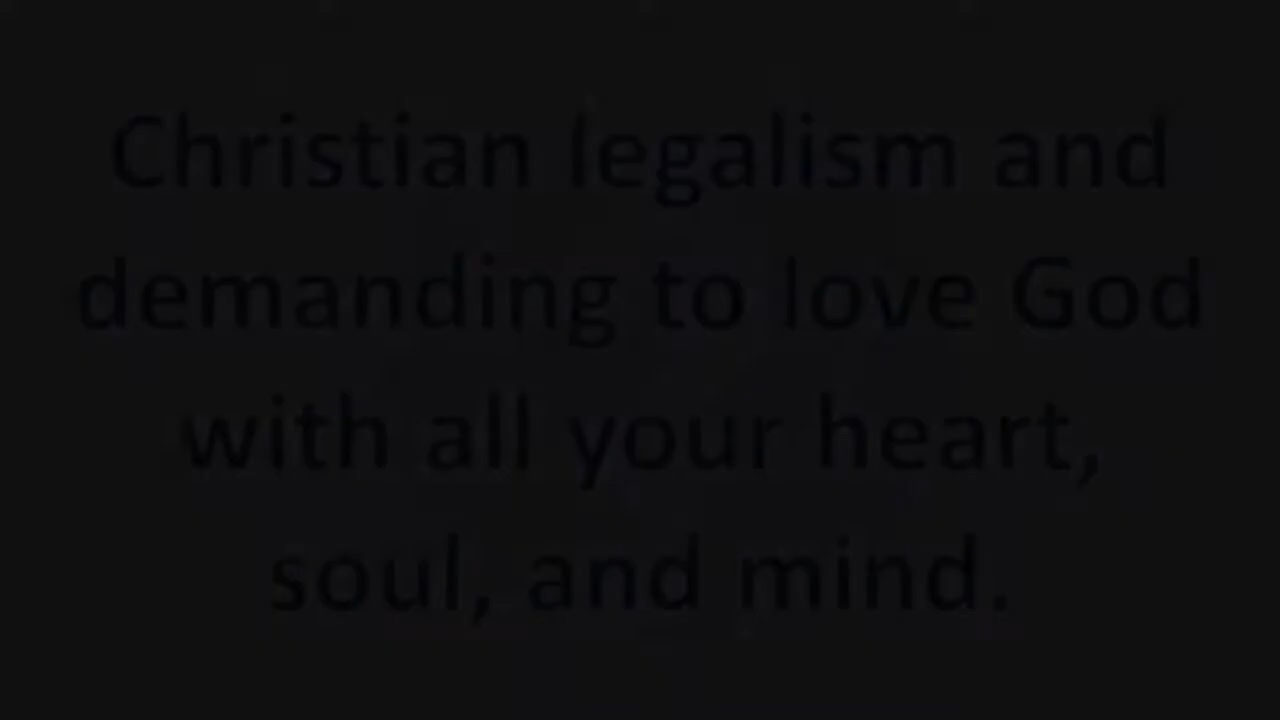 Christian legalism and
demanding to love God
with all your heart,
soul, and mind.